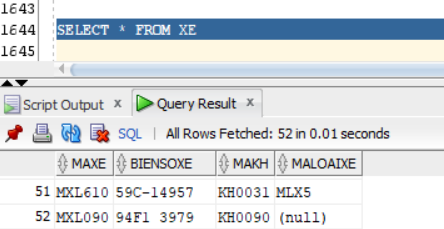 1643
1644 SELECT * FROM XE
1645
Script Output x Query Result x
SQL | All Rows Fetched: 52 in 0.01 seconds
MAXE BIENSOXE MAKH MALOAIXE
51 MXL610 59C-14957 KH0031 MLX5
52 MXL090 94F1 3979 KH0090 (null)